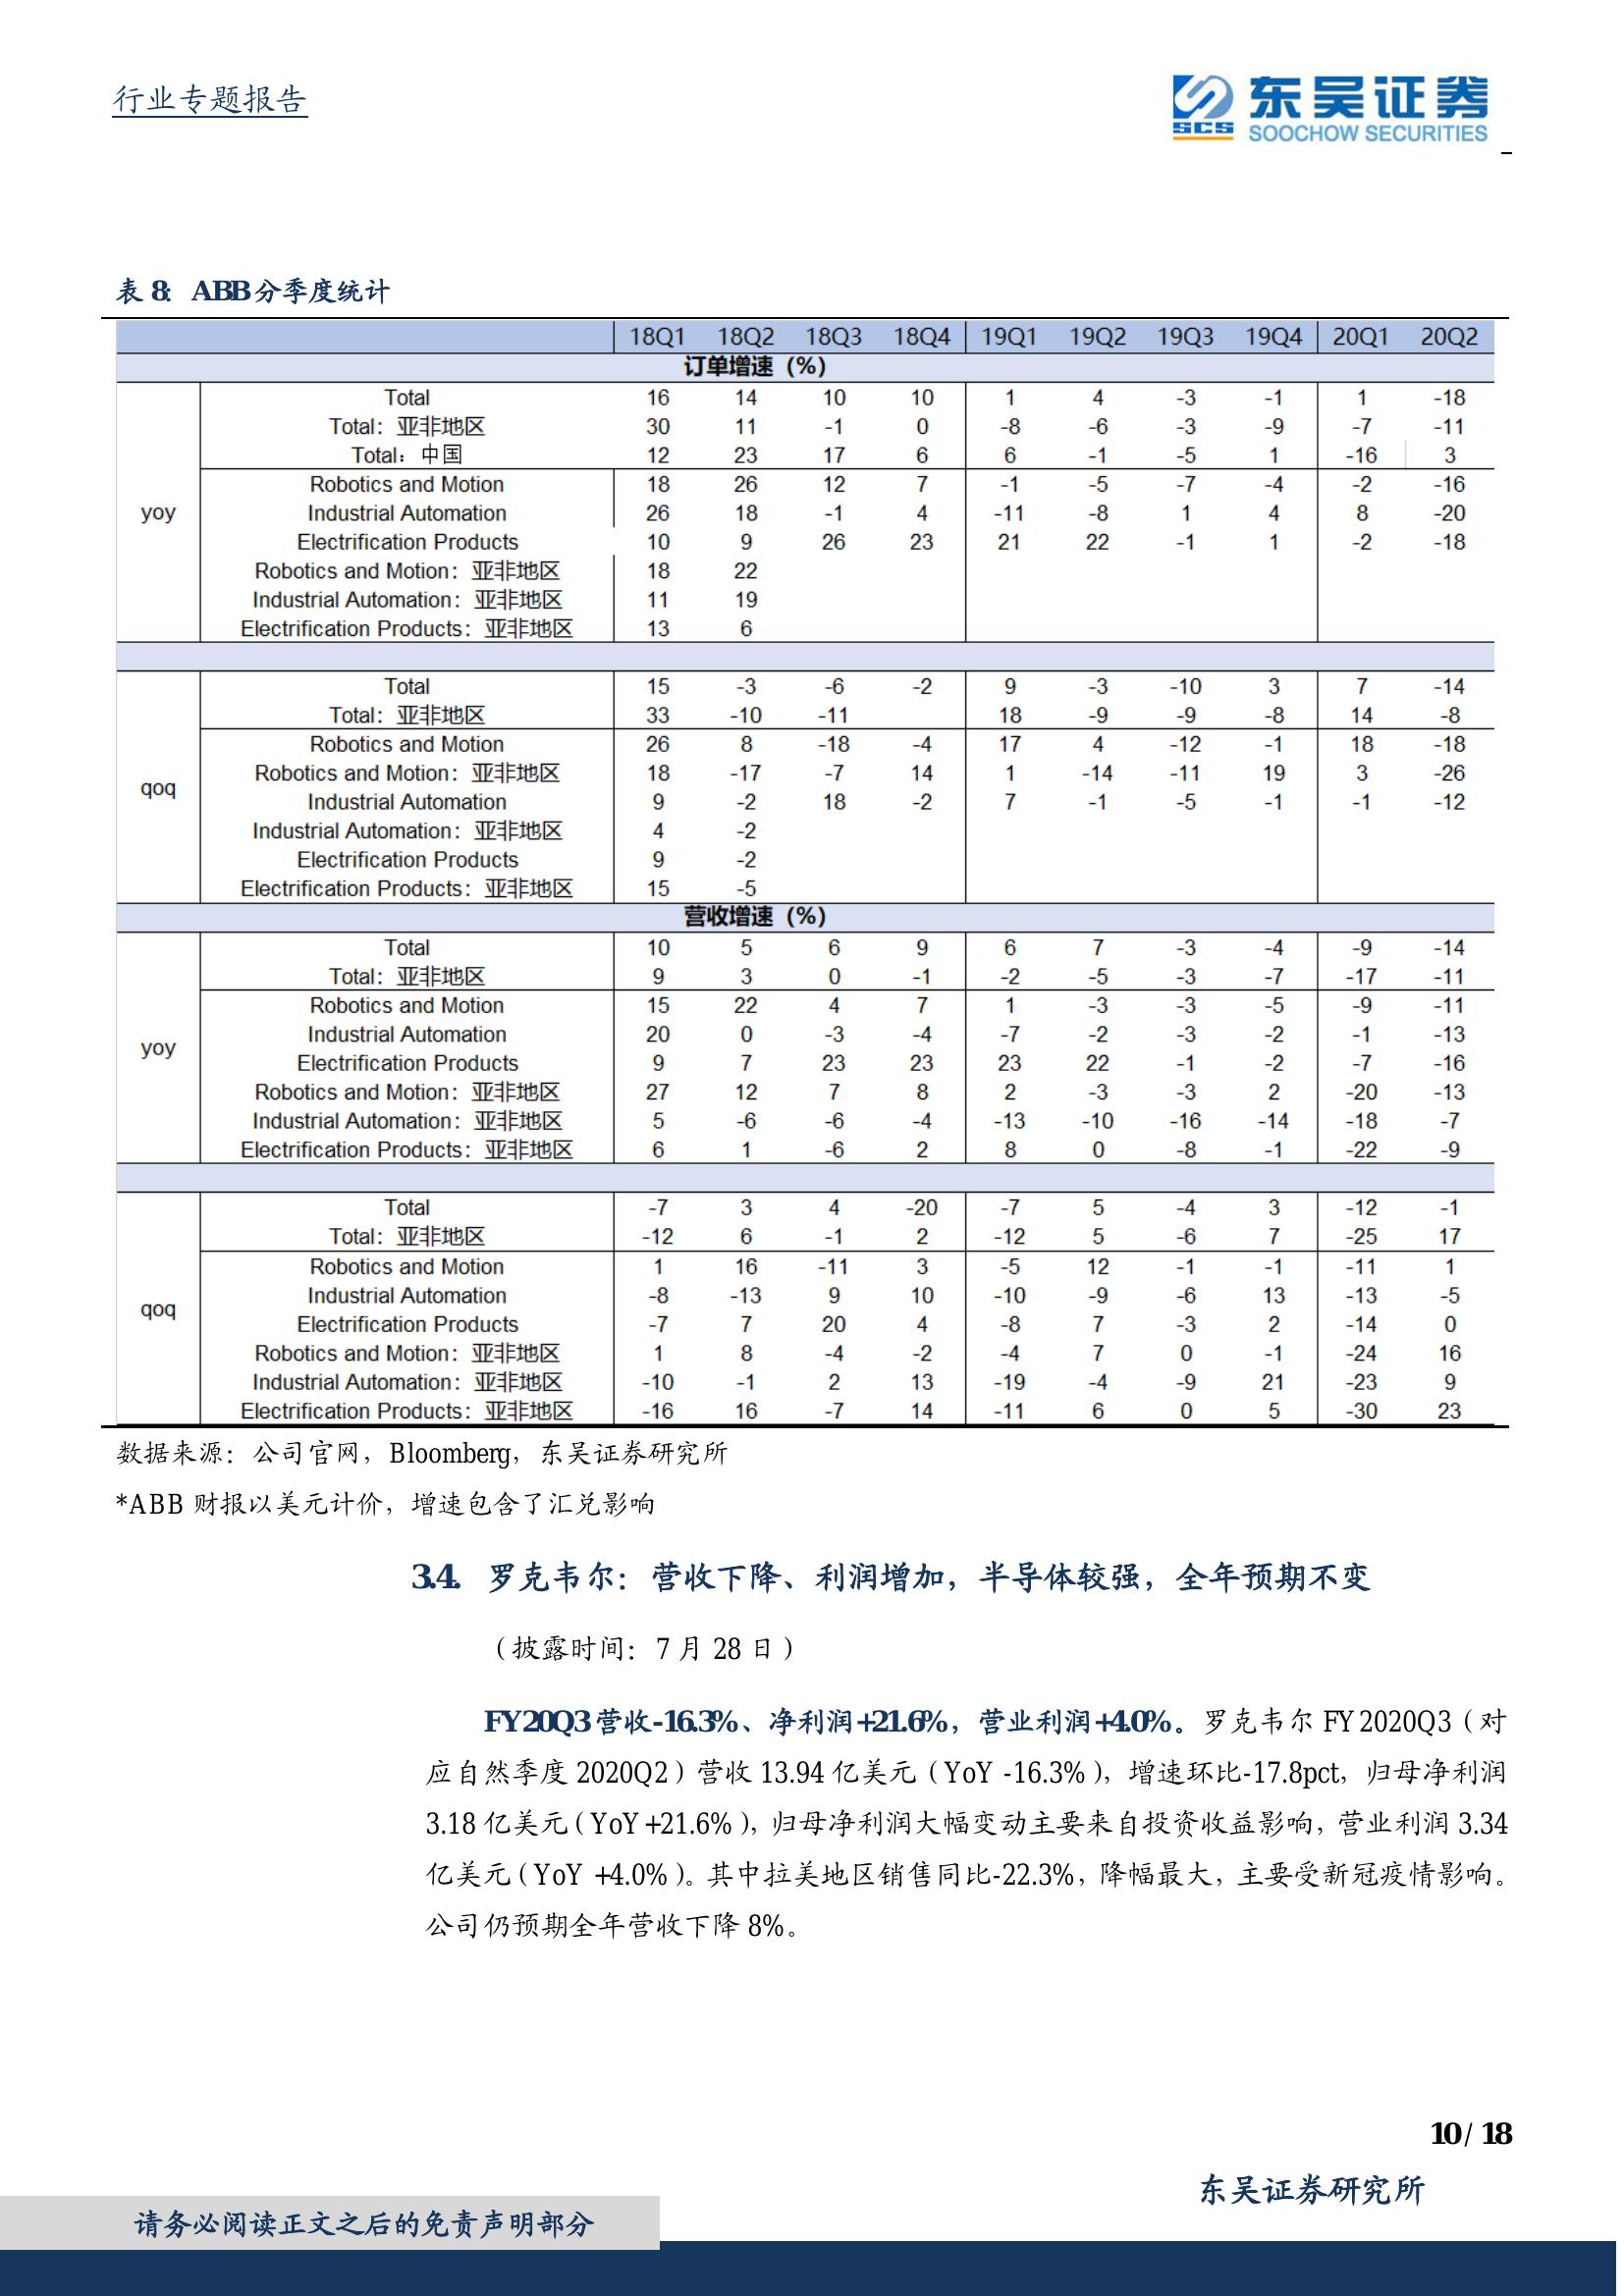 行业专题报告
SCS 东吴证券
SOOCHOW SECURITIES
表 8: ABB 分季度统计
18Q1 18Q2 18Q3 18Q4 19Q1 19Q2 19Q3 19Q4 20Q1 20Q2
订单增速（%）
yoy
Total 16 14 10 10 1 4 -3 -1 1 -18
Total：亚非地区 30 11 -1 0 -8 -6 -3 -9 -7 -11
Total：中国 12 23 17 6 6 -1 -5 1 -16 3
Robotics and Motion 18 26 12 7 -1 -5 -7 -4 -2 -16
Industrial Automation 26 18 -1 4 -11 -8 1 4 8 -20
Electrification Products 10 9 26 23 21 22 -1 1 -2 -18
Robotics and Motion：亚非地区 18 22
Industrial Automation：亚非地区 11 19
Electrification Products：亚非地区 13 6
qoq
Total 15 -3 -6 -2 9 -3 -10 3 7 -14
Total：亚非地区 33 -10 -11 18 -9 -9 -8 14 -8
Robotics and Motion 26 8 -18 -4 17 4 -12 -1 18 -18
Robotics and Motion：亚非地区 18 -17 -7 14 1 -14 -11 19 3 -26
Industrial Automation 9 -2 18 -2 7 -1 -5 -1 -1 -12
Industrial Automation：亚非地区 4 -2
Electrification Products 9 -2
Electrification Products：亚非地区 15 -5
营收增速（%）
yoy
Total 10 5 6 9 6 7 -3 -4 -9 -14
Total：亚非地区 9 3 0 -1 -2 -5 -3 -7 -17 -11
Robotics and Motion 15 22 4 7 1 -3 -3 -5 -9 -11
Industrial Automation 20 0 -3 -4 -7 -2 -3 -2 -1 -13
Electrification Products 9 7 23 23 23 22 -1 -2 -7 -16
Robotics and Motion：亚非地区 27 12 7 8 2 -3 -3 2 -20 -13
Industrial Automation：亚非地区 5 -6 -6 -4 -13 -10 -16 -14 -18 -7
Electrification Products：亚非地区 6 1 -6 2 8 0 -8 -1 -22 -9
qoq
Total -7 3 4 -20 -7 5 -4 3 -12 -1
Total：亚非地区 -12 6 -1 2 -12 5 -6 7 -25 17
Robotics and Motion 1 16 -11 3 -5 12 -1 -1 -11 1
Industrial Automation -8 -13 9 10 -10 -9 -6 13 -13 -5
Electrification Products -7 7 20 4 -8 7 -3 2 -14 0
Robotics and Motion：亚非地区 1 8 -4 -2 -4 7 0 -1 -24 16
Industrial Automation：亚非地区 -10 -1 2 13 -19 -4 -9 21 -23 9
Electrification Products：亚非地区 -16 16 -7 14 -11 6 0 5 -30 23
数据来源：公司官网，Bloomberg，东吴证券研究所
*ABB 财报以美元计价，增速包含了汇兑影响
3.4. 罗克韦尔：营收下降、利润增加，半导体较强，全年预期不变
（披露时间：7 月 28 日）
FY20Q3 营收-16.3%、净利润+21.6%，营业利润+4.0%。罗克韦尔 FY2020Q3（对
应自然季度 2020Q2）营收 13.94 亿美元（YoY -16.3%），增速环比-17.8pct，归母净利润
3.18 亿美元（YoY+21.6%），归母净利润大幅变动主要来自投资收益影响，营业利润 3.34
亿美元（YoY +4.0%）。其中拉美地区销售同比-22.3%，降幅最大，主要受新冠疫情影响。
公司仍预期全年营收下降 8%。
10 / 18
东吴证券研究所
请务必阅读正文之后的免责声明部分